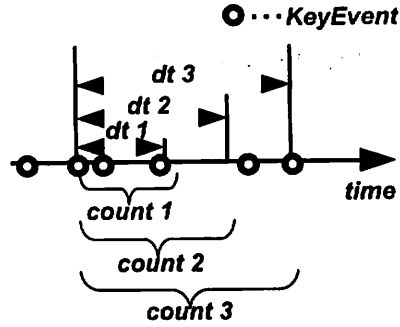 ···KeyEvent
dt 3
dt 2
dt 1
time
count 1
count 2
count 3